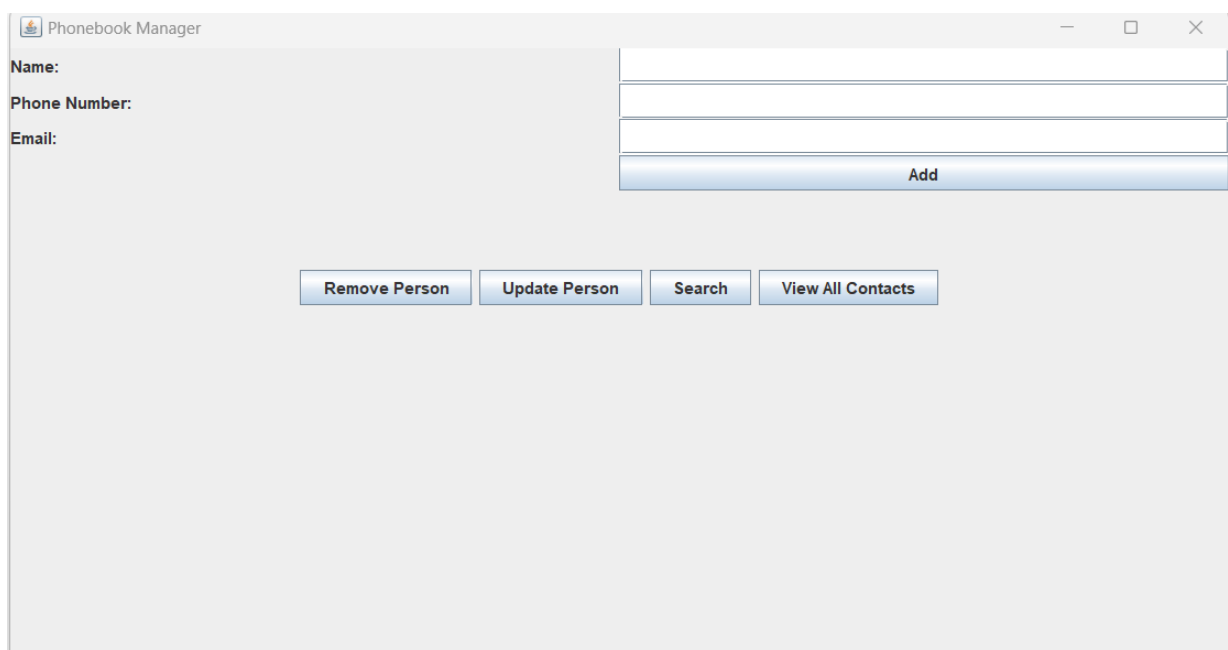 Phonebook Manager
Name:
Phone Number:
Email:
Add
Remove Person Update Person Search View All Contacts